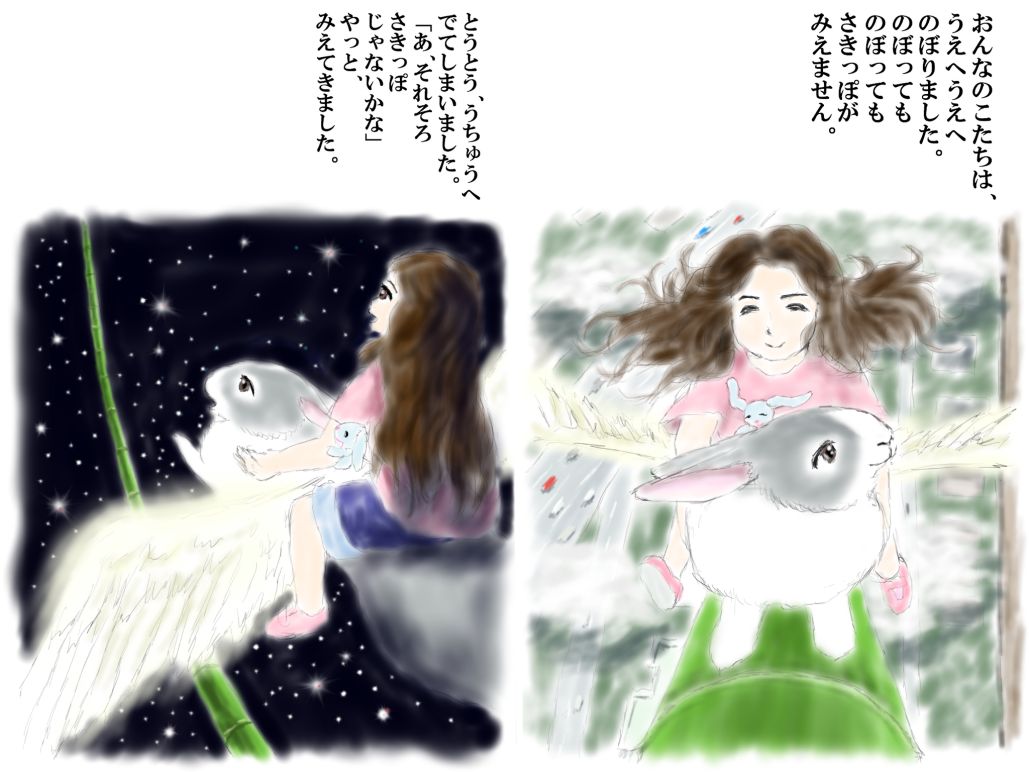 おんなのこたちは、
うえへうえへ
のぼりました。
のぼっても
のぼっても
さきっぽが
みえません。
とうとう、うちゅうへ
でてしまいました。
「あ、それそろ
さきっぽ
じゃないかな」
やっと、
みえてきました。